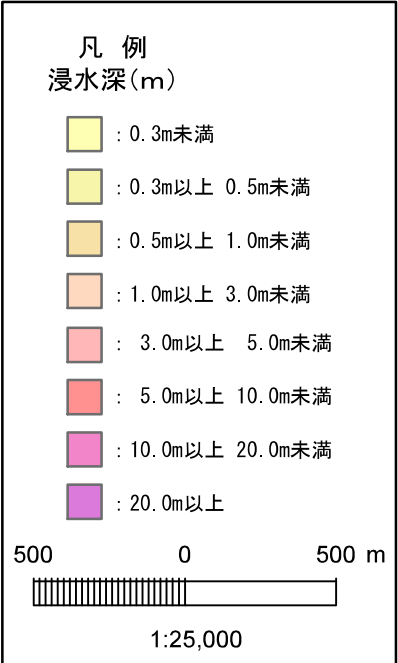 凡 例
浸水深(m)
: 0.3m未満
: 0.3m以上 0.5m未満
: 0.5m以上 1.0m未満
: 1.0m以上 3.0m未満
: 3.0m以上 5.0m未満
: 5.0m以上 10.0m未満
: 10.0m以上 20.0m未満
: 20.0m以上
500 0 500 m
1:25,000